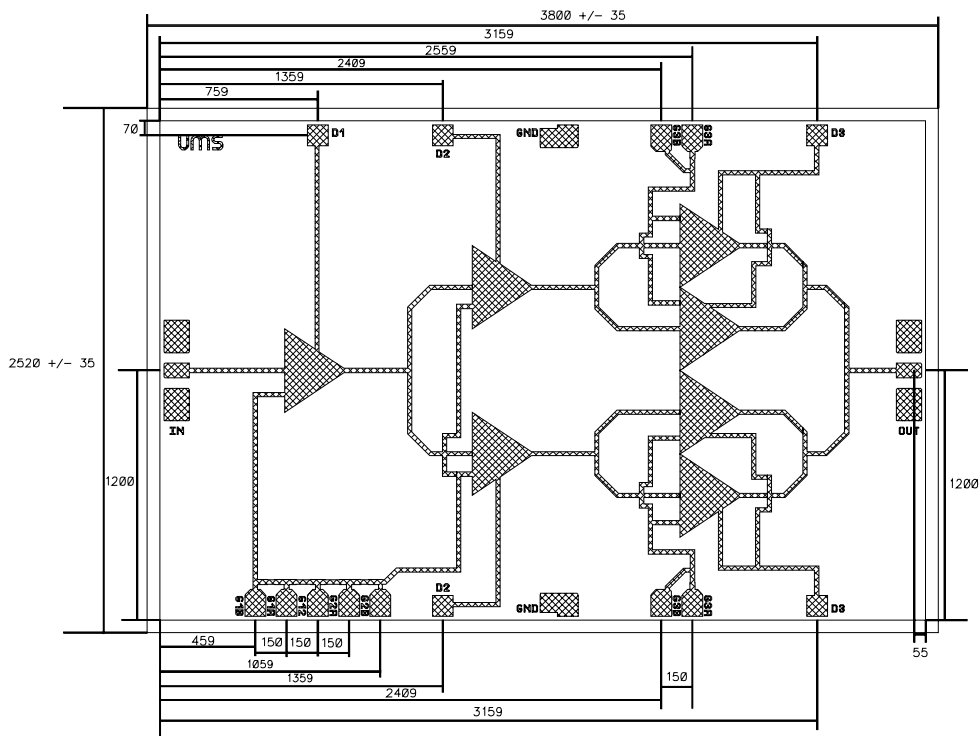 3800 +/- 35
3159
2559
2409
1359
759
70
ums
D1
D2
GND
G3B
G3A
D3
2520 +/- 35
IN
OUT
1200
1200
D2
GND
G3B
G3A
D3
G1B
G1A
G12
G2A
G2B
459
150
150
150
1059
1359
2409
150
3159
55